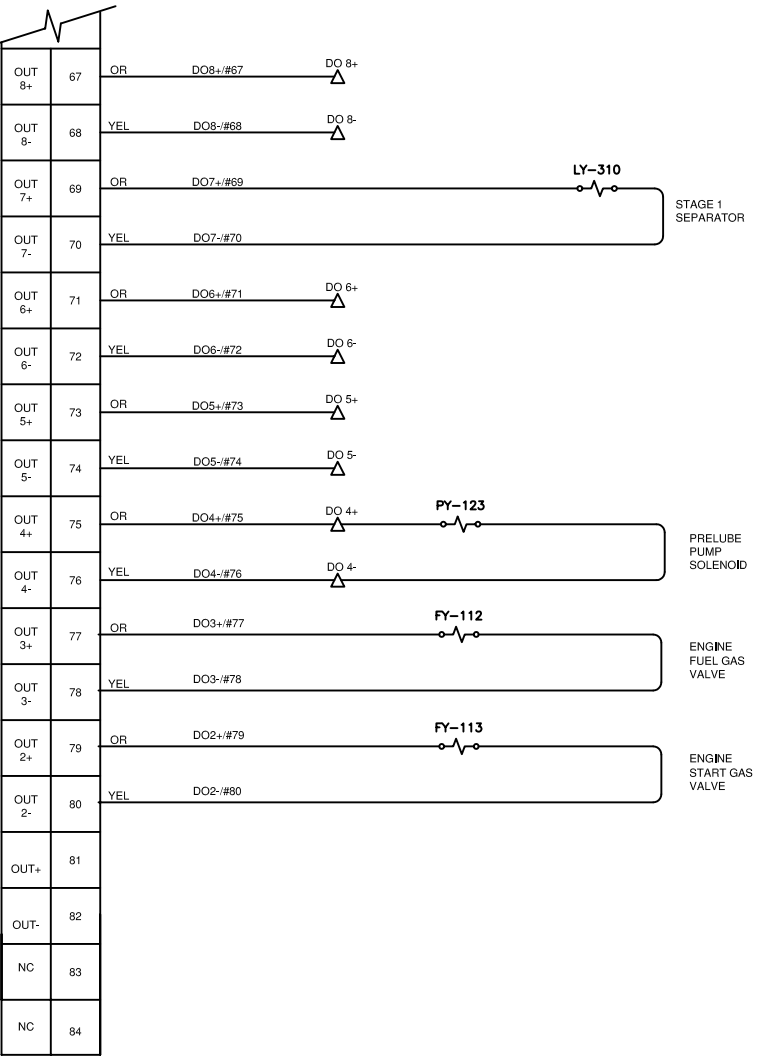 DO 8+
OUT 8+ 67 OR DO8+/#67
DO 8-
OUT 8- 68 YEL DO8-/#68
LY-310
OUT 7+ 69 OR DO7+/#69
STAGE 1
SEPARATOR
OUT 7- 70 YEL DO7-/#70
DO 6+
OUT 6+ 71 OR DO6+/#71
DO 6-
OUT 6- 72 YEL DO6-/#72
DO 5+
OUT 5+ 73 OR DO5+/#73
DO 5-
OUT 5- 74 YEL DO5-/#74
DO 4+ PY-123
OUT 4+ 75 OR DO4+/#75
PRELUBE
PUMP
SOLENOID
DO 4-
OUT 4- 76 YEL DO4-/#76
FY-112
OUT 3+ 77 OR DO3+/#77
ENGINE
FUEL GAS
VALVE
OUT 3- 78 YEL DO3-/#78
FY-113
OUT 2+ 79 OR DO2+/#79
ENGINE
START GAS
VALVE
OUT 2- 80 YEL DO2-/#80
OUT+ 81
OUT- 82
NC 83
NC 84